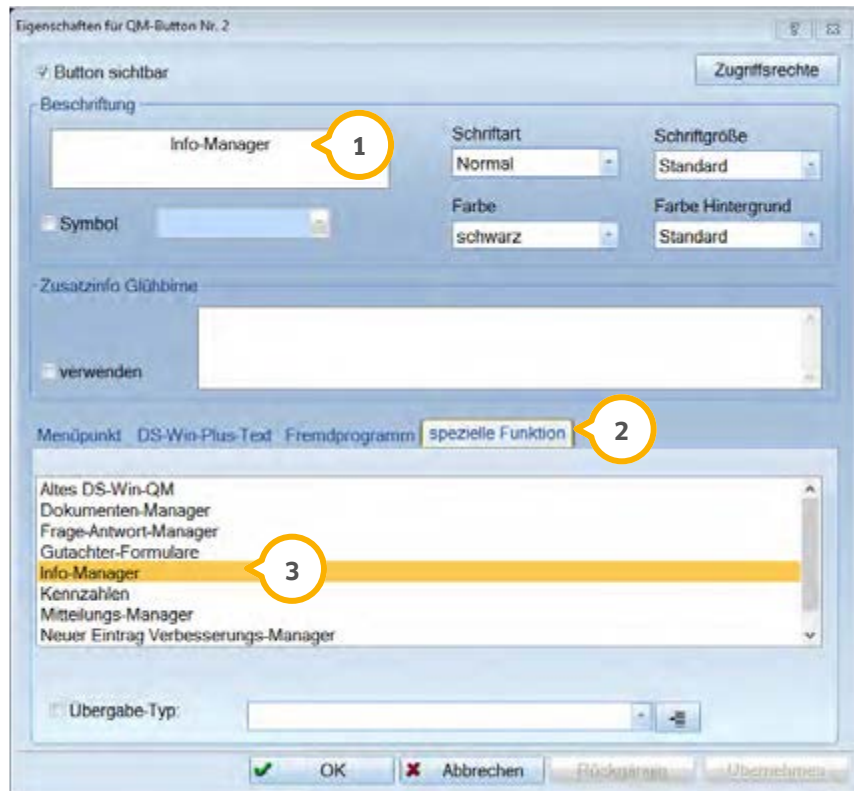 Eigenschaften für QM-Button Nr. 2
Button sichtbar
Zugriffsrechte
Beschriftung
Info-Manager
1
Schriftart
Schriftgröße
Normal
Standard
Symbol
Farbe
Farbe Hintergrund
schwarz
Standard
Zusatzinfo Glühbirne
verwenden
Menüpunkt DS-Win-Plus-Text Fremdprogramm spezielle Funktion
2
Altes DS-Win-QM
Dokumenten-Manager
Frage-Antwort-Manager
Gutachter-Formulare
Info-Manager
3
Kennzahlen
Mitteilungs-Manager
Neuer Eintrag Verbesserungs-Manager
Übergabe-Typ:
OK Abbrechen Rückgängig Übernehmen